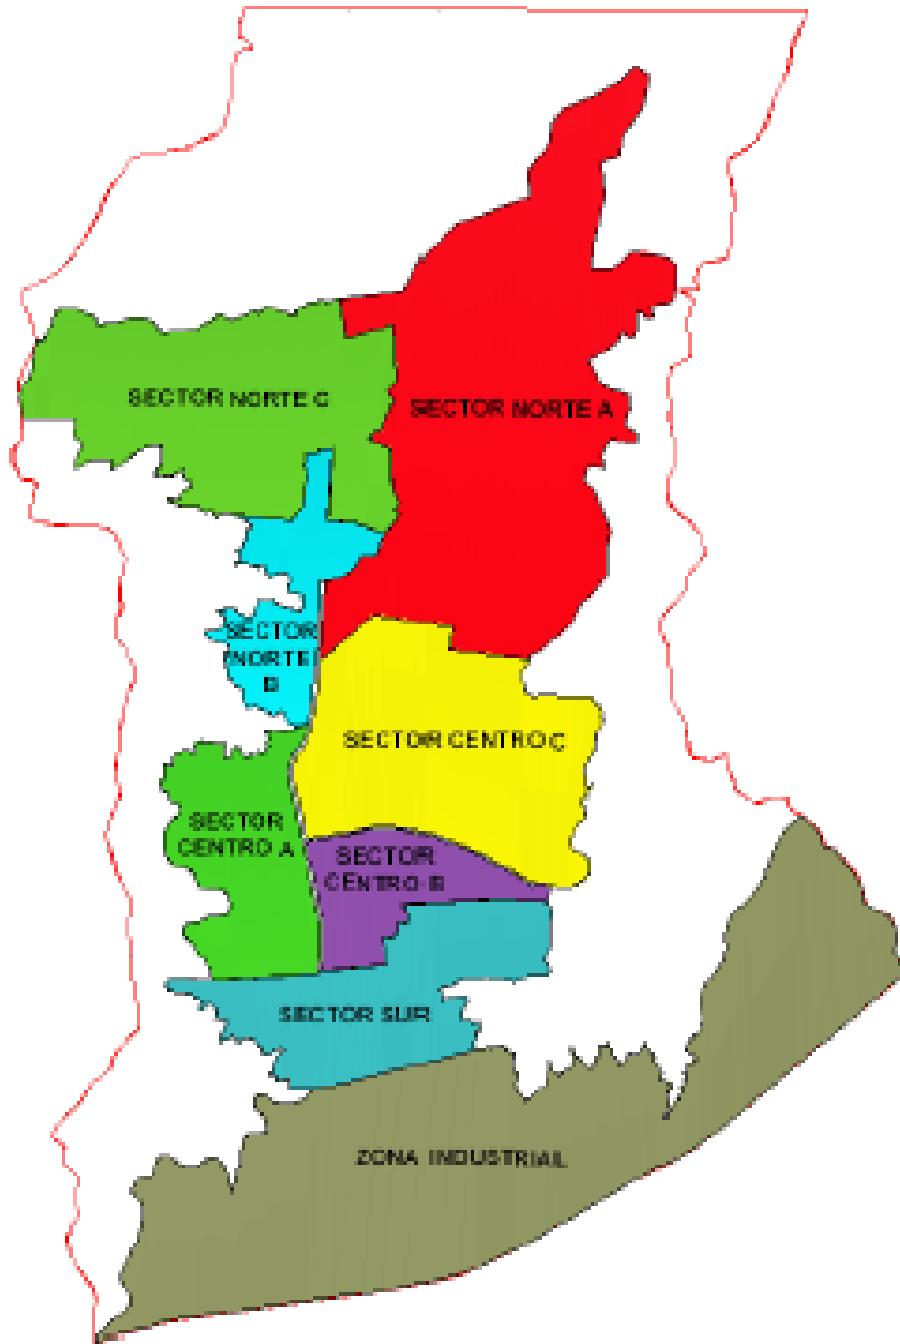 SECTOR NORTE C
SECTOR NORTE A
SECTOR
NORTE
B
SECTOR CENTRO C
SECTOR
CENTRO A
SECTOR
CENTRO B
SECTOR SUR
ZONA INDUSTRIAL